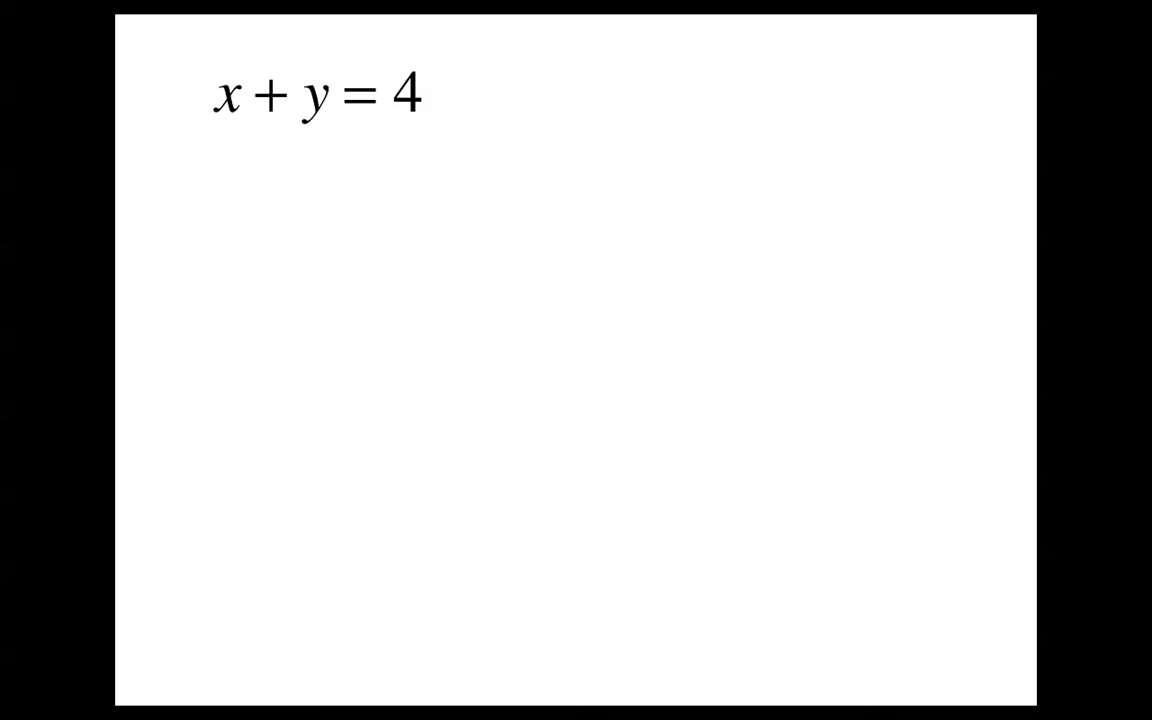 x + y = 4